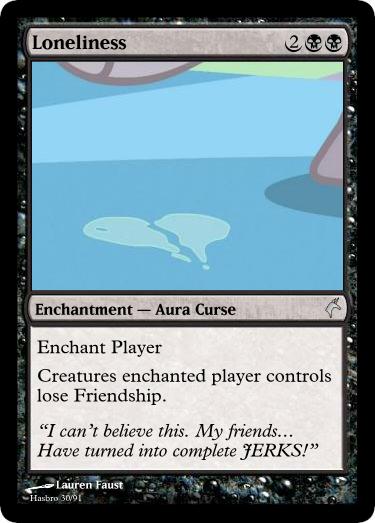 Loneliness 2
Enchantment — Aura Curse
Enchant Player
Creatures enchanted player controls
lose Friendship.
“I can't believe this. My friends...
Have turned into complete JERKS!”
Lauren Faust
Hasbro 30/91